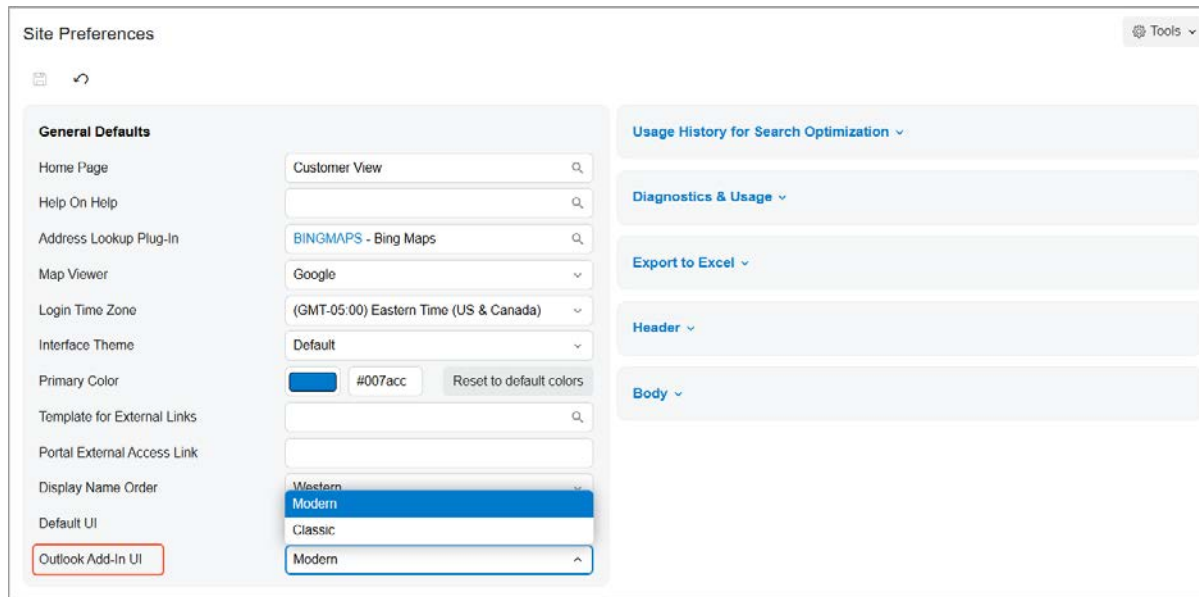 Site Preferences
Tools
General Defaults
Home Page
Customer View
Help On Help
Address Lookup Plug-In
BINGMAPS - Bing Maps
Map Viewer
Google
Login Time Zone
(GMT-05:00) Eastern Time (US & Canada)
Interface Theme
Default
Primary Color
#007acc
Reset to default colors
Template for External Links
Portal External Access Link
Display Name Order
Western
Modern
Default UI
Classic
Outlook Add-In UI
Modern
Usage History for Search Optimization
Diagnostics & Usage
Export to Excel
Header
Body